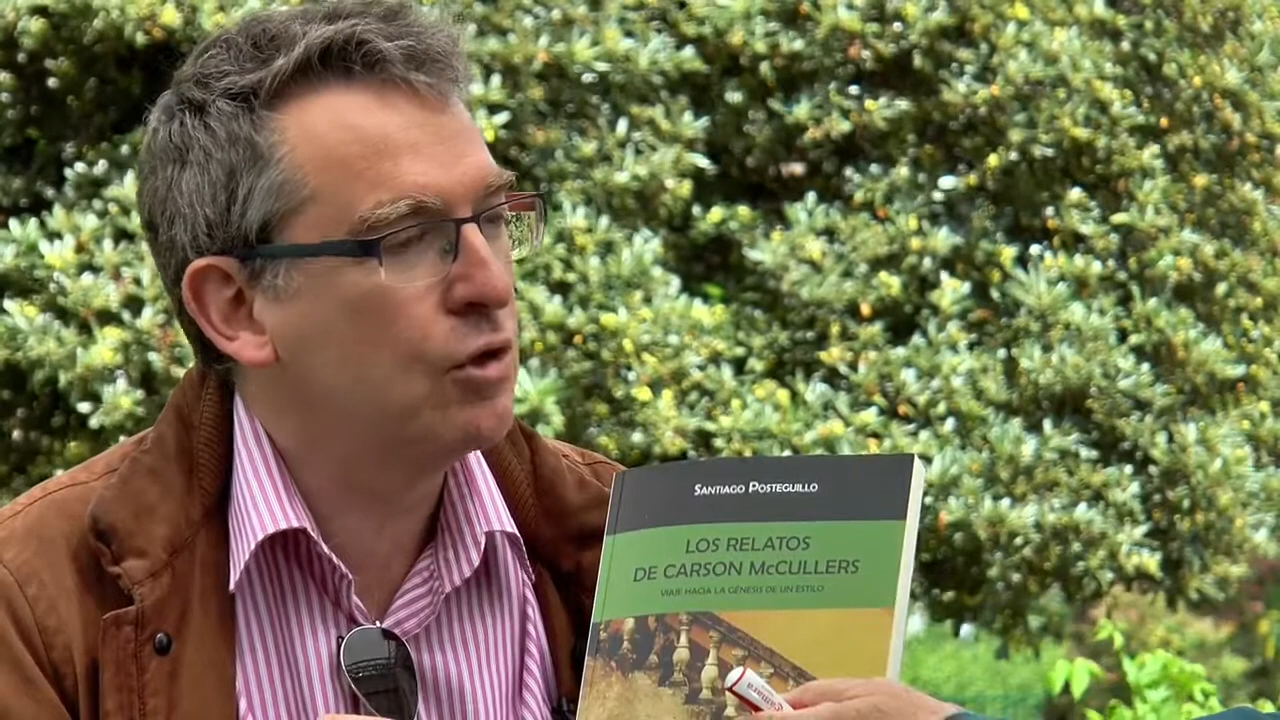 SANTIAGO POSTEGUILLO
LOS RELATOS
DE CARSON McCULLERS
VIAJE HACIA LA GÉNESIS DE UN ESTILO